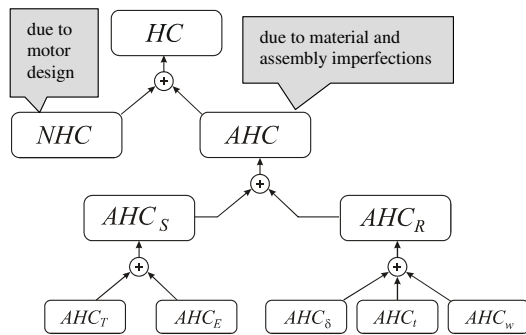 due to
motor
design
HC
due to material and
assembly imperfections
+
NHC
AHC
+
AHC_S
AHC_R
+
+
AHC_T
AHC_E
AHC_δ
AHC_t
AHC_w